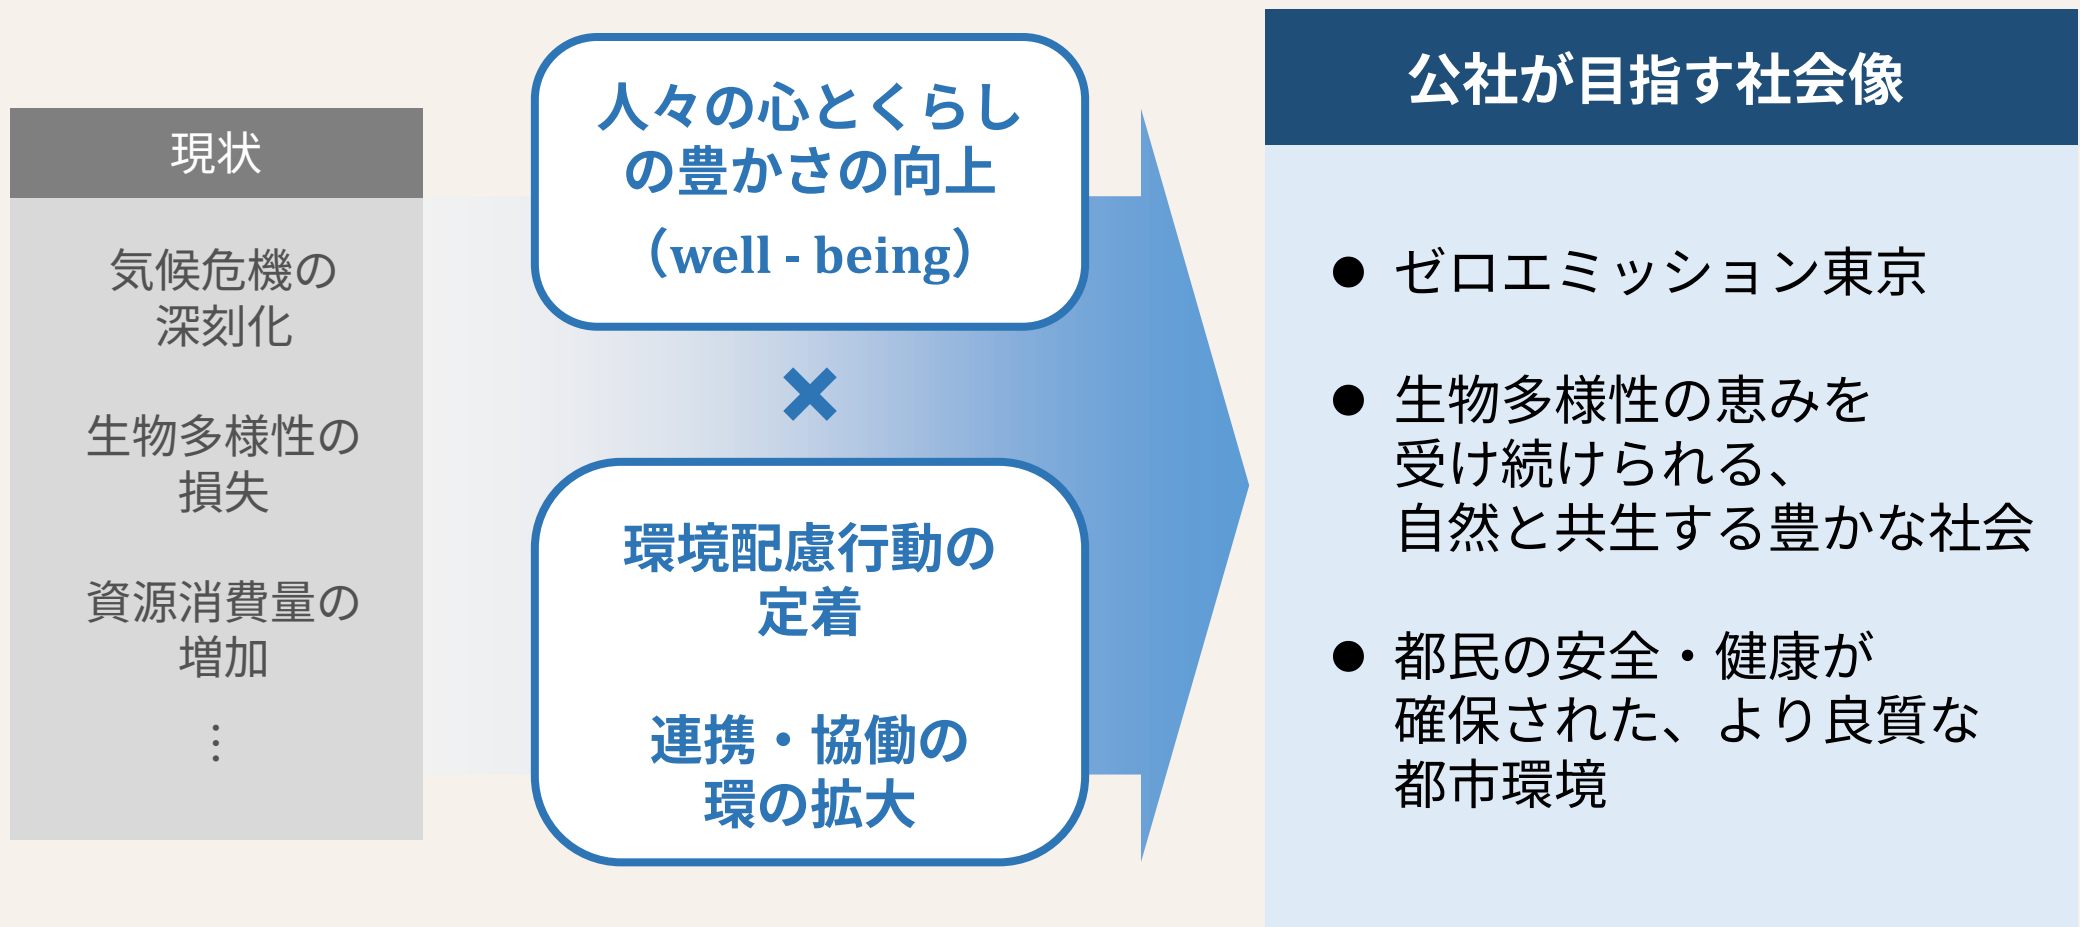 現状
気候危機の
深刻化
生物多様性の
損失
資源消費量の
増加
…
人々の心とくらし
の豊かさの向上
（well - being）
×
環境配慮行動の
定着
連携・協働の
環の拡大
公社が目指す社会像
● ゼロエミッション東京
● 生物多様性の恵みを
受け続けられる、
自然と共生する豊かな社会
● 都民の安全・健康が
確保された、より良質な
都市環境